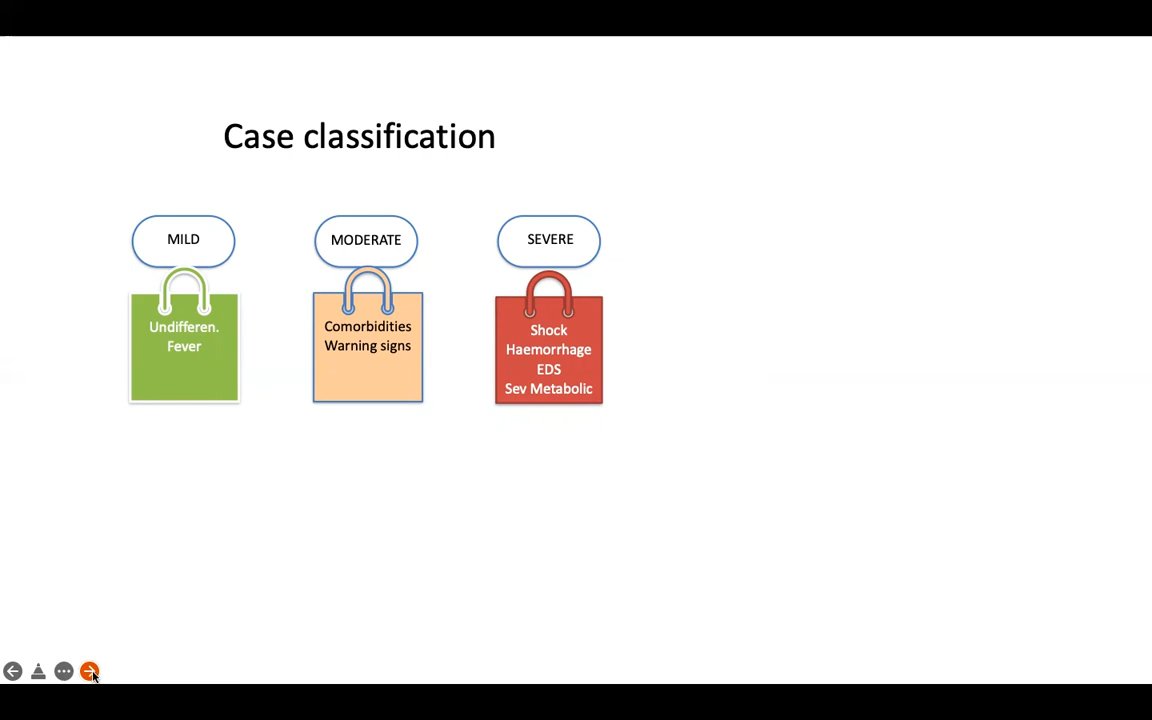 Case classification
MILD
MODERATE
SEVERE
Undifferen.
Fever
Comorbidities
Warning signs
Shock
Haemorrhage
EDS
Sev Metabolic